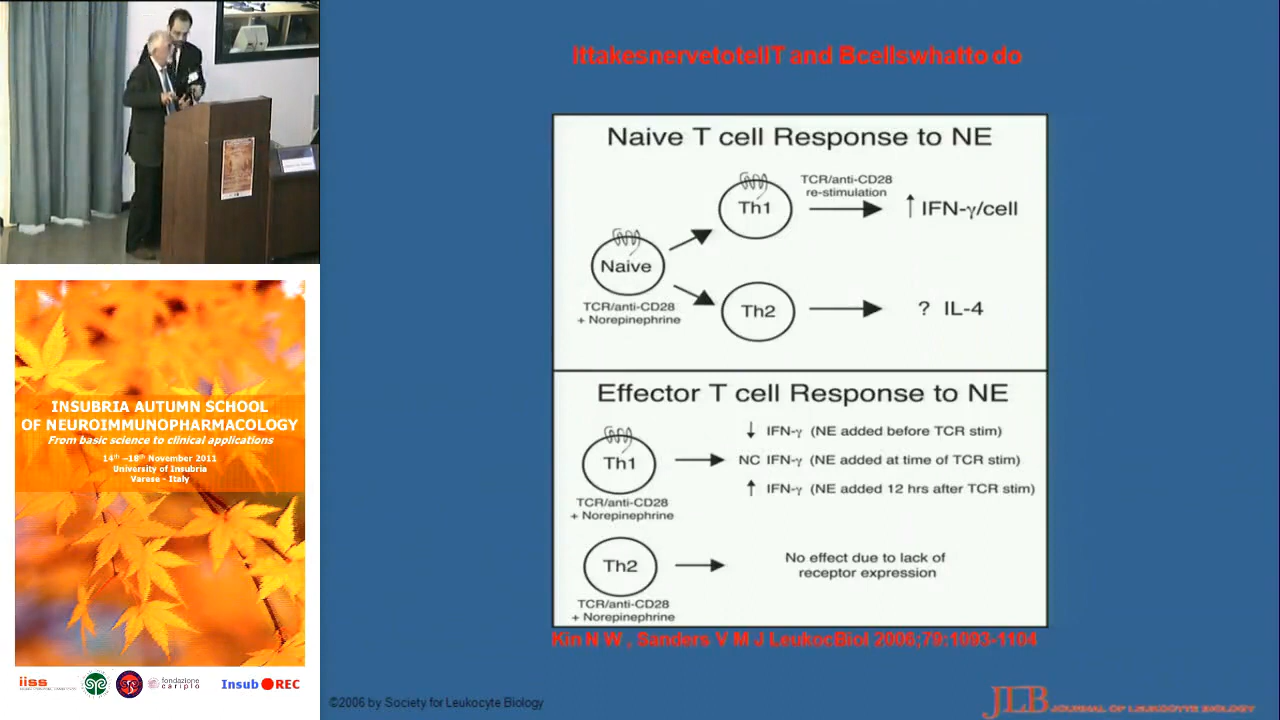 IttakesnervetotellT and Bcellswhatto do
Naive T cell Response to NE
TCR/anti-CD28
re-stimulation
Th1
↑ IFN-γ/cell
Naive
TCR/anti-CD28
+ Norepinephrine
Th2
? IL-4
Effector T cell Response to NE
↓ IFN-γ (NE added before TCR stim)
Th1
NC IFN-γ (NE added at time of TCR stim)
↑ IFN-γ (NE added 12 hrs after TCR stim)
TCR/anti-CD28
+ Norepinephrine
Th2
No effect due to lack of
receptor expression
TCR/anti-CD28
+ Norepinephrine
Kin N W , Sanders V M J LeukocBiol 2006;79:1093-1104
©2006 by Society for Leukocyte Biology
JLB JOURNAL OF LEUKOCYTE BIOLOGY
INSUBRIA AUTUMN SCHOOL
OF NEUROIMMUNOPHARMACOLOGY
From basic science to clinical applications
14th –18th November 2011
University of Insubria
Varese - Italy
iiss
fondazione
cariplo
Insub REC